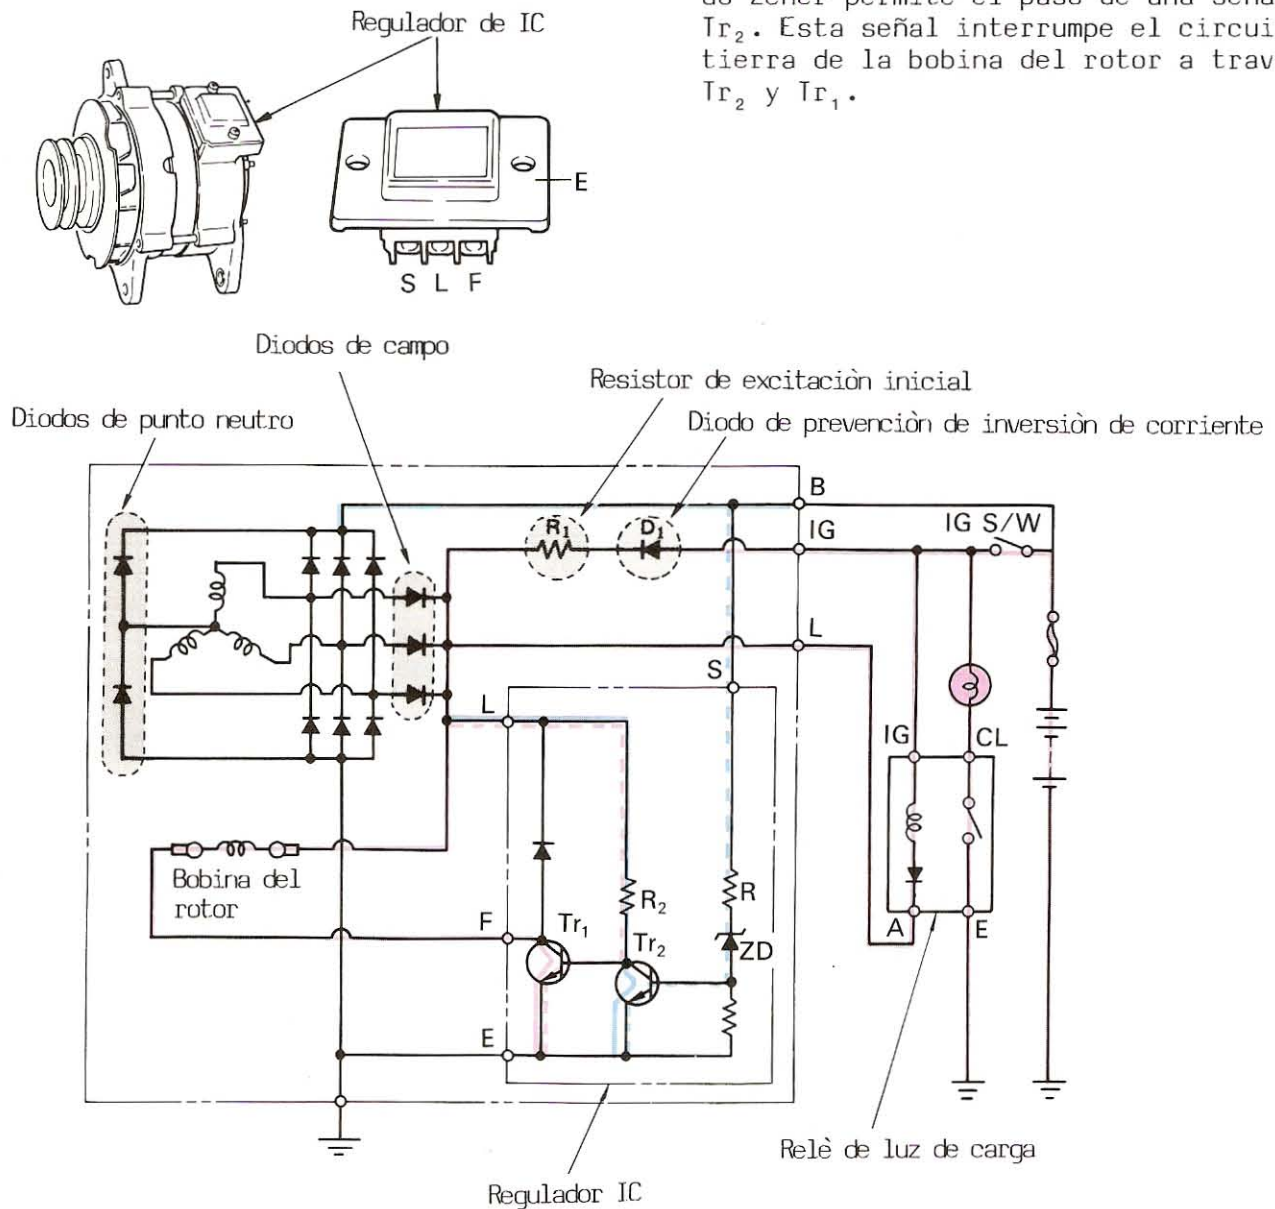 do zener permite el paso de una seña
Tr₂. Esta señal interrumpe el circui
tierra de la bobina del rotor a trav
Tr₂ y Tr₁.
Regulador de IC
E
S L F
Diodos de campo
Resistor de excitaciòn inicial
Diodos de punto neutro
Diodo de prevenciòn de inversiòn de corriente
B
R₁
D₁
IG
IG S/W
L
S
L
IG
CL
Bobina del
rotor
R₂
R
F
Tr₁
Tr₂
ZD
A
E
E
Relè de luz de carga
Regulador IC